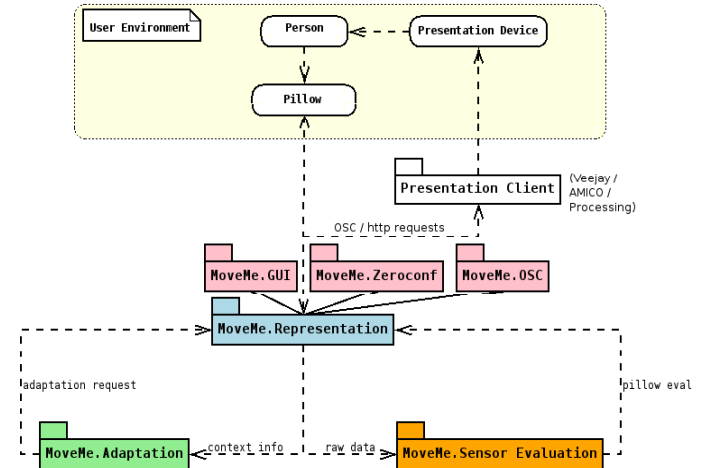 User Environment
Person
Presentation Device
Pillow
Presentation Client
(Veejay /
AMICO /
Processing)
OSC / http requests
MoveMe.GUI
MoveMe.Zeroconf
MoveMe.OSC
MoveMe.Representation
adaptation request
pillow eval
context info
raw data
MoveMe.Adaptation
MoveMe.Sensor Evaluation